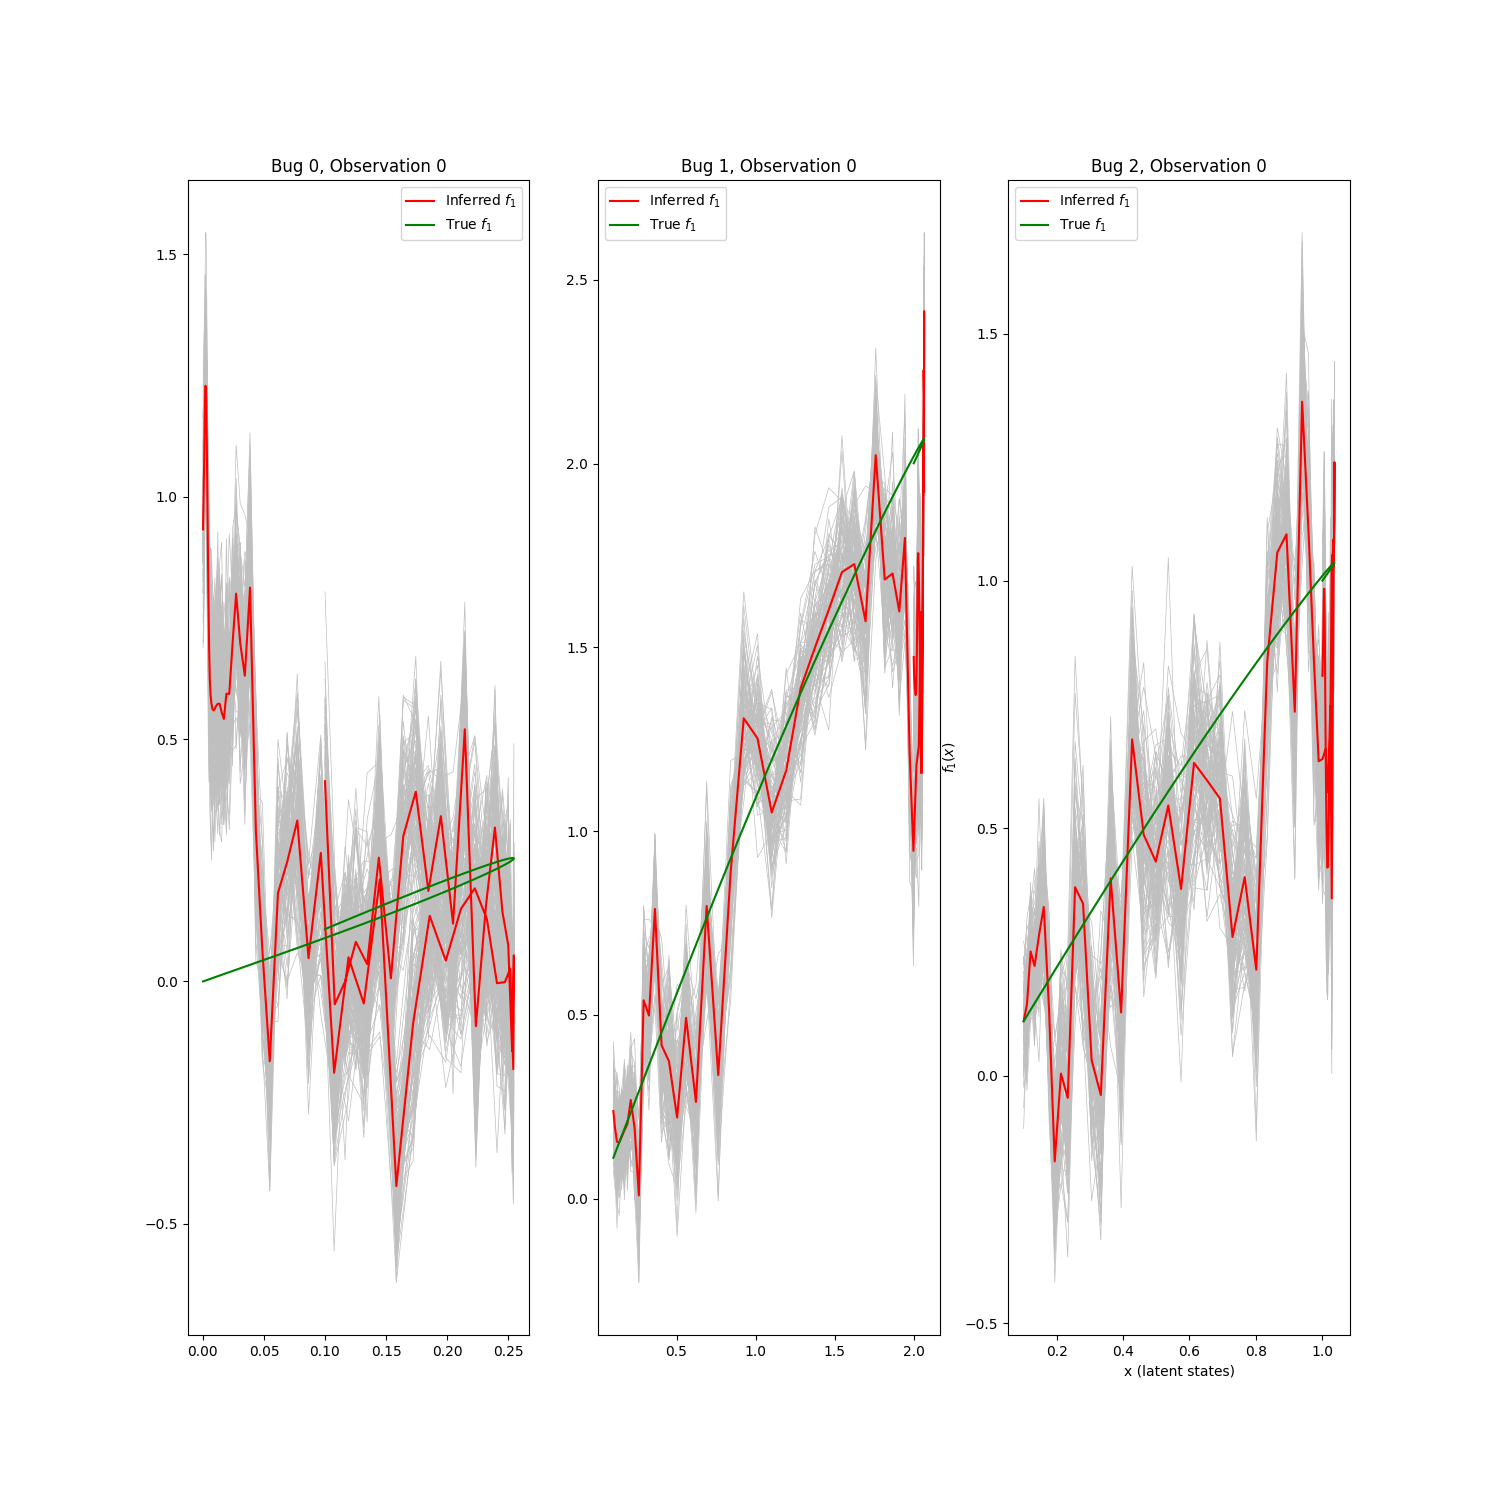 Bug 0, Observation 0
Inferred f₁
True f₁
1.5
1.0
0.5
0.0
−0.5
0.00 0.05 0.10 0.15 0.20 0.25
Bug 1, Observation 0
Inferred f₁
True f₁
2.5
2.0
1.5
1.0
0.5
0.0
0.5 1.0 1.5 2.0
Bug 2, Observation 0
Inferred f₁
True f₁
f₁(x)
1.5
1.0
0.5
0.0
−0.5
0.2 0.4 0.6 0.8 1.0
x (latent states)